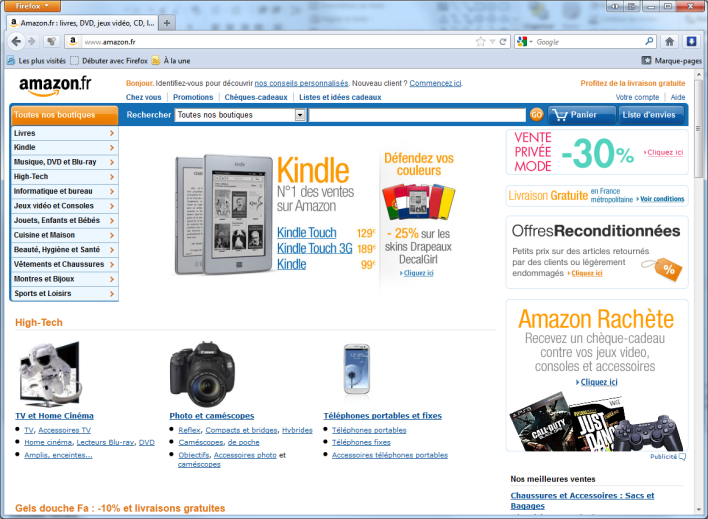 Firefox
Amazon.fr : livres, DVD, jeux vidéo, CD, l...
www.amazon.fr
Google
Les plus visités
Débuter avec Firefox
À la une
Marque-pages
amazon.fr
Bonjour. Identifiez-vous pour découvrir nos conseils personnalisés. Nouveau client ? Commencez ici.
Profitez de la livraison gratuite
Chez vous | Promotions | Chèques-cadeaux | Listes et idées cadeaux
Votre compte | Aide
Toutes nos boutiques
Rechercher
Toutes nos boutiques
GO
Panier
Liste d'envies
Livres
Kindle
Musique, DVD et Blu-ray
High-Tech
Informatique et bureau
Jeux vidéo et Consoles
Jouets, Enfants et Bébés
Cuisine et Maison
Beauté, Hygiène et Santé
Vêtements et Chaussures
Montres et Bijoux
Sports et Loisirs
kindle
Kindle
N°1 des ventes
sur Amazon
Kindle Touch 129€
Kindle Touch 3G 189€
Kindle 99€
Défendez vos
couleurs
- 25% sur les
skins Drapeaux
DecalGirl
Cliquez ici
VENTE
PRIVÉE
MODE
-30%
Cliquez ici
Livraison Gratuite en France
métropolitaine
Voir conditions
OffresReconditionnées
Petits prix sur des articles retournés
par des clients ou légèrement
endommagés
Cliquez ici
%
Amazon Rachète
Recevez un chèque-cadeau
contre vos jeux video,
consoles et accessoires
Cliquez ici
PS3
CALL OF DUTY
Wii
JUST DANCE
Publicité
High-Tech
TV et Home Cinéma
TV, Accessoires TV
Home cinéma, Lecteurs Blu-ray, DVD
Amplis, enceintes...
Photo et caméscopes
Reflex, Compacts et bridges, Hybrides
Caméscopes, de poche
Objectifs, Accessoires photo et
caméscopes
Téléphones portables et fixes
Téléphones portables
Téléphones fixes
Accessoires téléphones portables
Nos meilleures ventes
Chaussures et Accessoires : Sacs et
Bagages
Gels douche Fa : -10% et livraisons gratuites